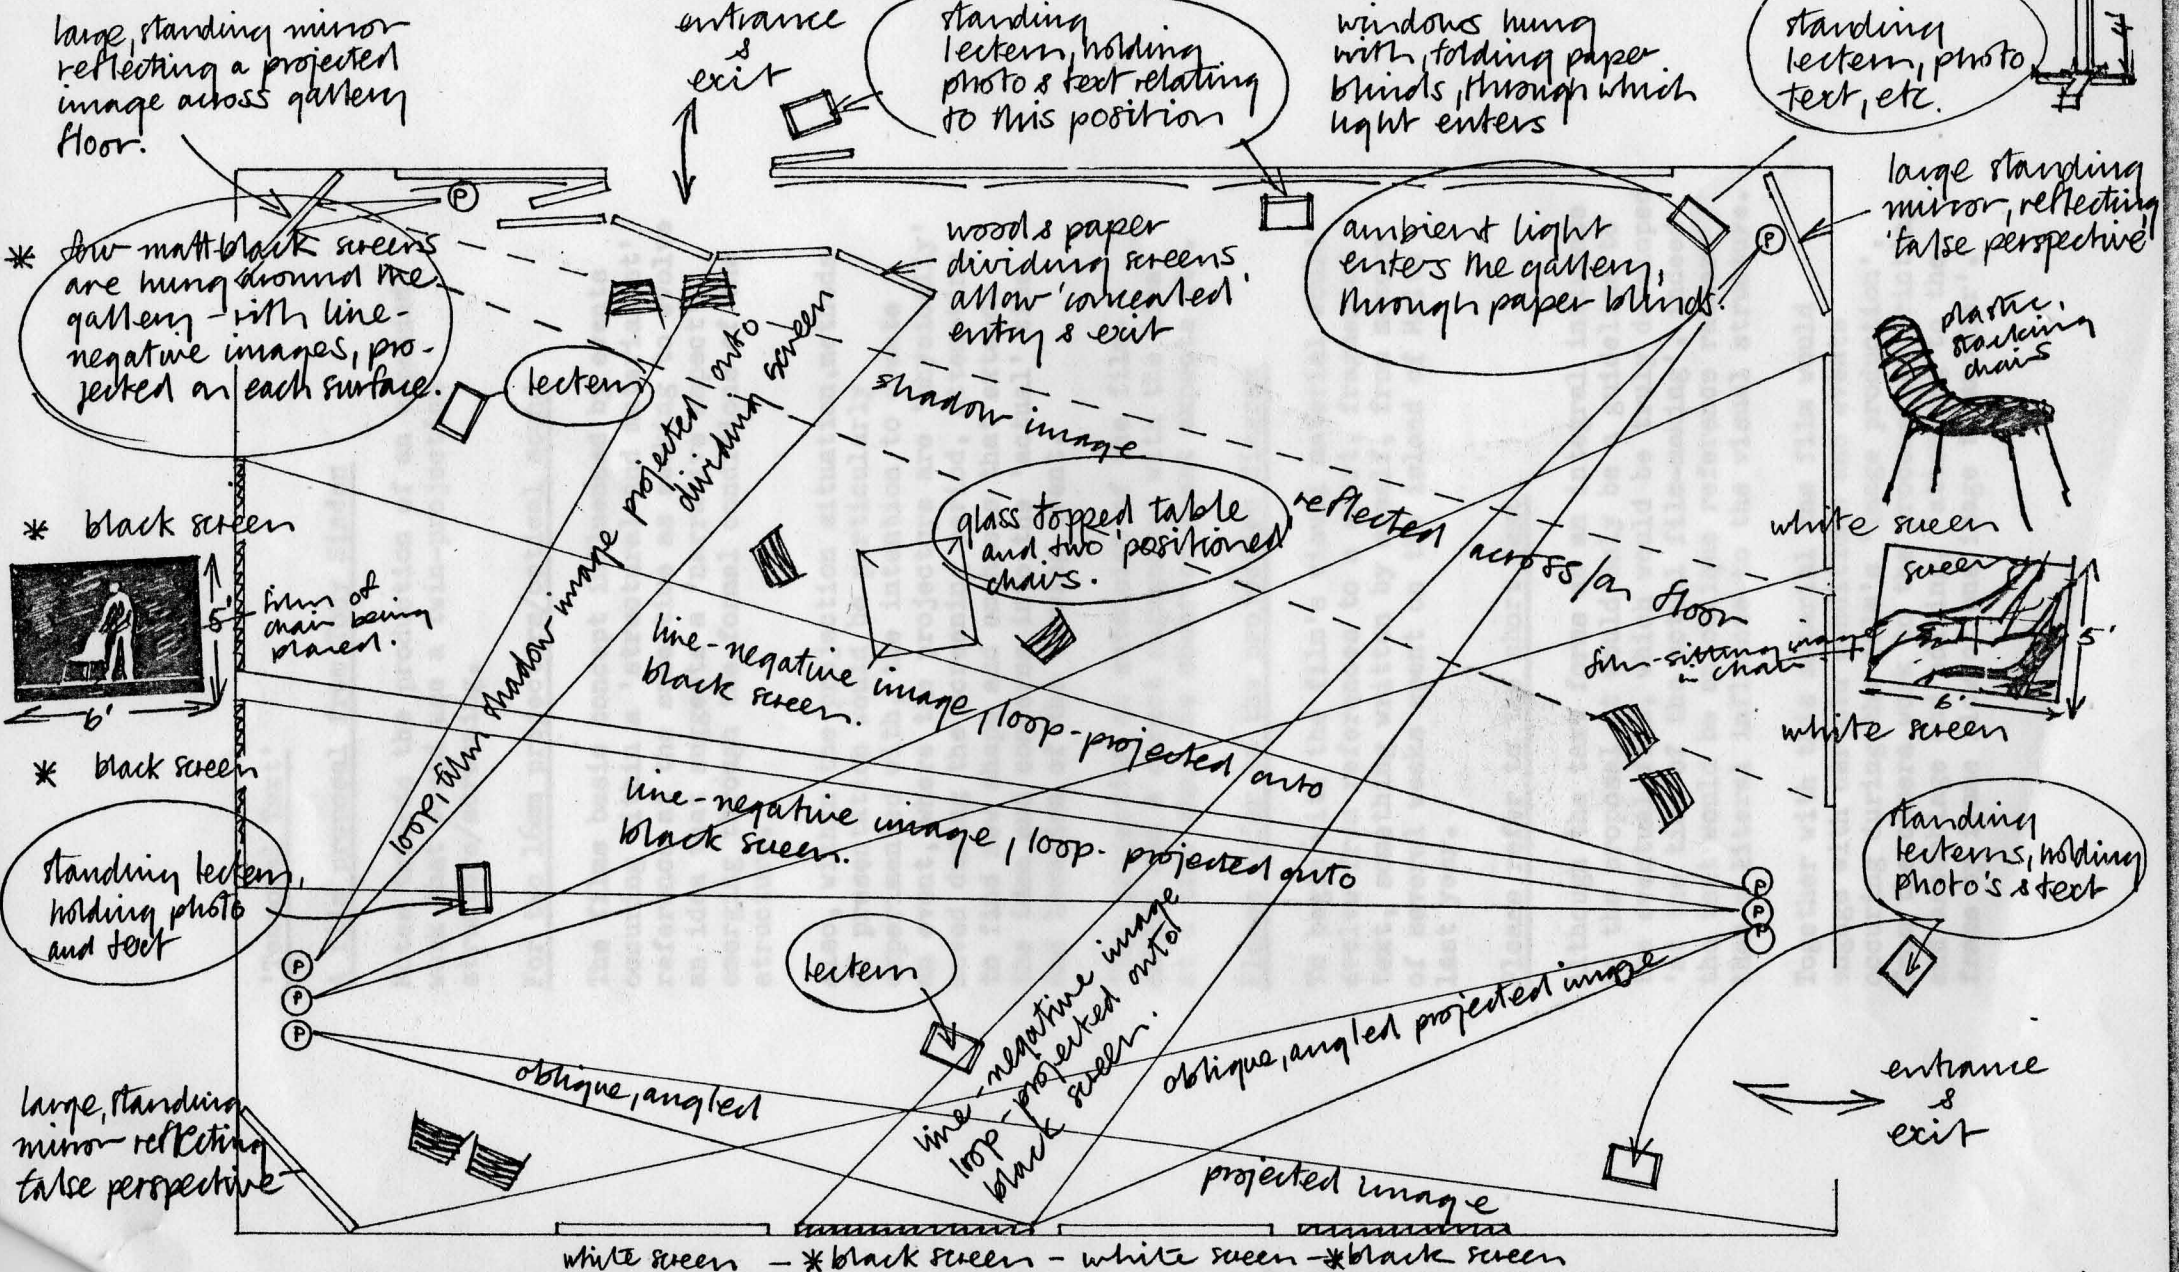 large, standing mirror
reflecting a projected
image across gallery
floor.
entrance
&
exit
standing
lectern, holding
photo & text relating
to this position
windows hung
with, folding paper
blinds, through which
light enters
standing
lectern, photo,
text, etc.
large standing
mirror, reflecting,
'false perspective'
P
* four matt black screens
are hung around the
gallery - with line-
negative images, pro-
jected on each surface.
wood & paper
dividing screens
allow 'concealed'
entry & exit
ambient light
enters the gallery,
through paper blinds.
P
plastic,
stacking
chairs
lectern
loop, film shadow image projected onto
dividing screen
shadow image
reflected across/on floor
glass topped table
and two 'positioned'
chairs.
* black screen
film of
chair being
placed.
5'
6'
* black screen
white screen
screen
film-sitting image
in chair
5'
6'
white screen
line-negative image, loop-projected onto
black screen.
line-negative image, loop-projected onto
black screen.
standing lectern,
holding photo
and text
standing
lecterns, holding
photo's & text
P
P
P
P
P
lectern
line-negative image
loop-projected onto
black screen.
oblique, angled projected image
oblique, angled
projected image
entrance
&
exit
large, standing
mirror reflecting
false perspective
white screen - *black screen - white screen - *black screen